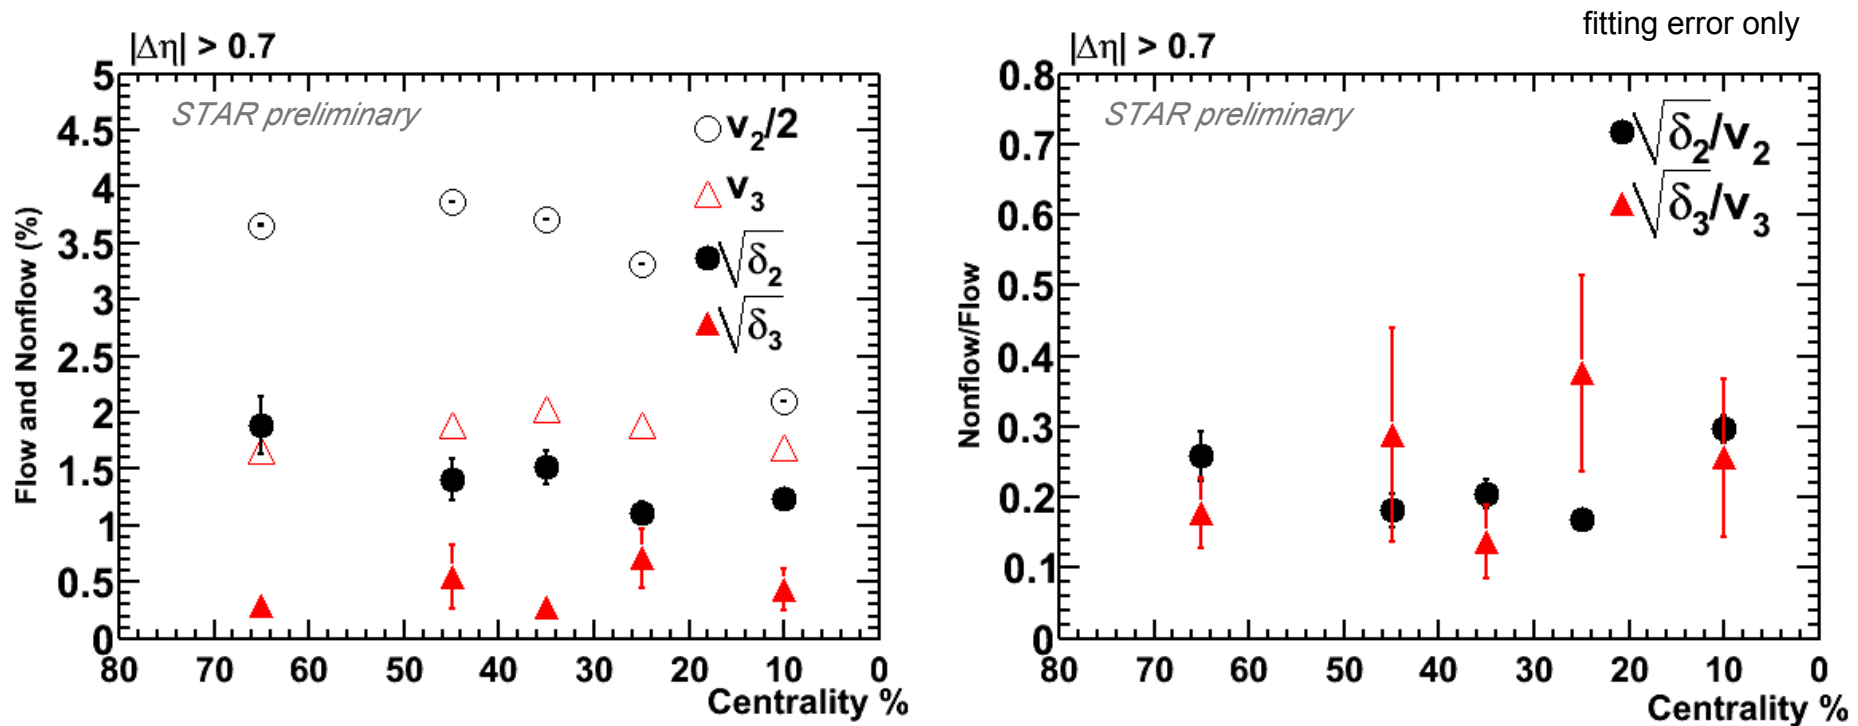 fitting error only
|Δη| > 0.7
STAR preliminary
v₂/2
v₃
√δ₂
√δ₃
5
4.5
4
3.5
3
2.5
2
1.5
1
0.5
0
Flow and Nonflow (%)
80 70 60 50 40 30 20 10 0
Centrality %
|Δη| > 0.7
STAR preliminary
√δ₂/v₂
√δ₃/v₃
0.8
0.7
0.6
0.5
0.4
0.3
0.2
0.1
0
Nonflow/Flow
80 70 60 50 40 30 20 10 0
Centrality %